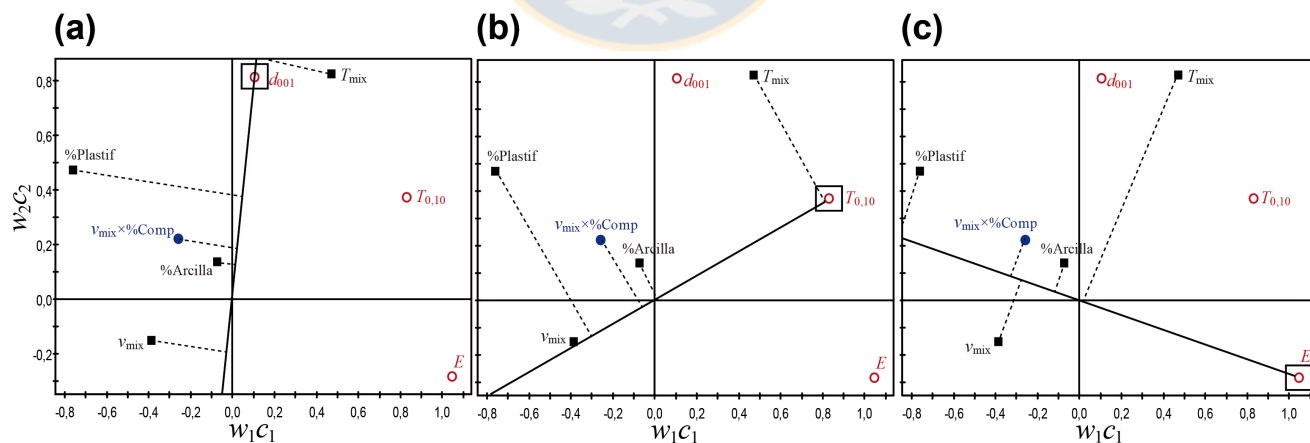 (a)
(b)
(c)
d001
Tmix
%Plastif
T0,10
vmix×%Comp
%Arcilla
vmix
E
w2c2
0,8
0,6
0,4
0,2
0,0
-0,2
-0,8 -0,6 -0,4 -0,2 0,0 0,2 0,4 0,6 0,8 1,0
w1c1
d001
Tmix
%Plastif
T0,10
vmix×%Comp
%Arcilla
vmix
E
-0,8 -0,6 -0,4 -0,2 0,0 0,2 0,4 0,6 0,8 1,0
w1c1
d001
Tmix
%Plastif
T0,10
vmix×%Comp
%Arcilla
vmix
E
-0,8 -0,6 -0,4 -0,2 0,0 0,2 0,4 0,6 0,8 1,0
w1c1